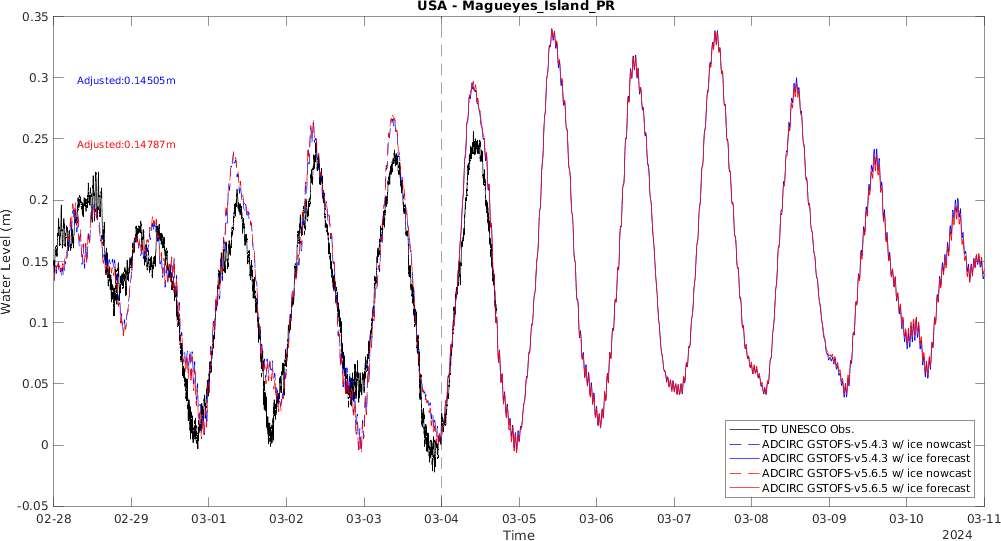 USA - Magueyes_Island_PR
0.35
0.3
0.25
0.2
0.15
0.1
0.05
0
-0.05
Water Level (m)
Adjusted:0.14505m
Adjusted:0.14787m
TD UNESCO Obs.
ADCIRC GSTOFS-v5.4.3 w/ ice nowcast
ADCIRC GSTOFS-v5.4.3 w/ ice forecast
ADCIRC GSTOFS-v5.6.5 w/ ice nowcast
ADCIRC GSTOFS-v5.6.5 w/ ice forecast
02-28 02-29 03-01 03-02 03-03 03-04 03-05 03-06 03-07 03-08 03-09 03-10 03-11
Time
2024